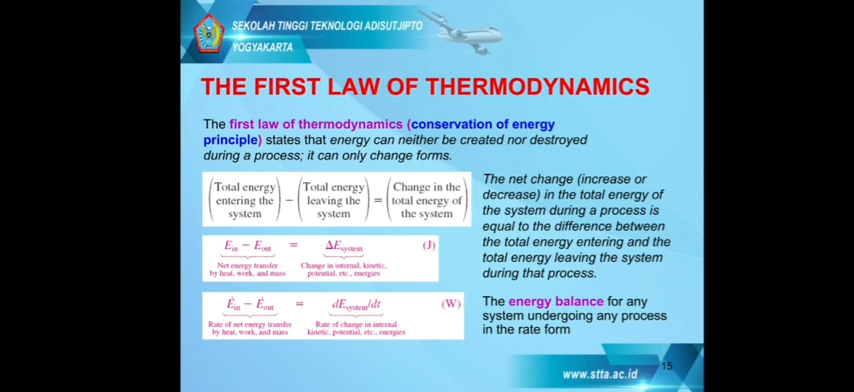 SEKOLAH TINGGI TEKNOLOGI ADISUTJIPTO
YOGYAKARTA
THE FIRST LAW OF THERMODYNAMICS
The first law of thermodynamics (conservation of energy
principle) states that energy can neither be created nor destroyed
during a process; it can only change forms.
(Total energy entering the system) − (Total energy leaving the system) = (Change in the total energy of the system)
The net change (increase or
decrease) in the total energy of
the system during a process is
equal to the difference between
the total energy entering and the
total energy leaving the system
during that process.
E_in − E_out = ΔE_system (J)
Net energy transfer
by heat, work, and mass
Change in internal, kinetic,
potential, etc., energies
Ė_in − Ė_out = dE_system/dt (W)
Rate of net energy transfer
by heat, work, and mass
Rate of change in internal
kinetic, potential, etc., energies
The energy balance for any
system undergoing any process
in the rate form
www.stta.ac.id
15